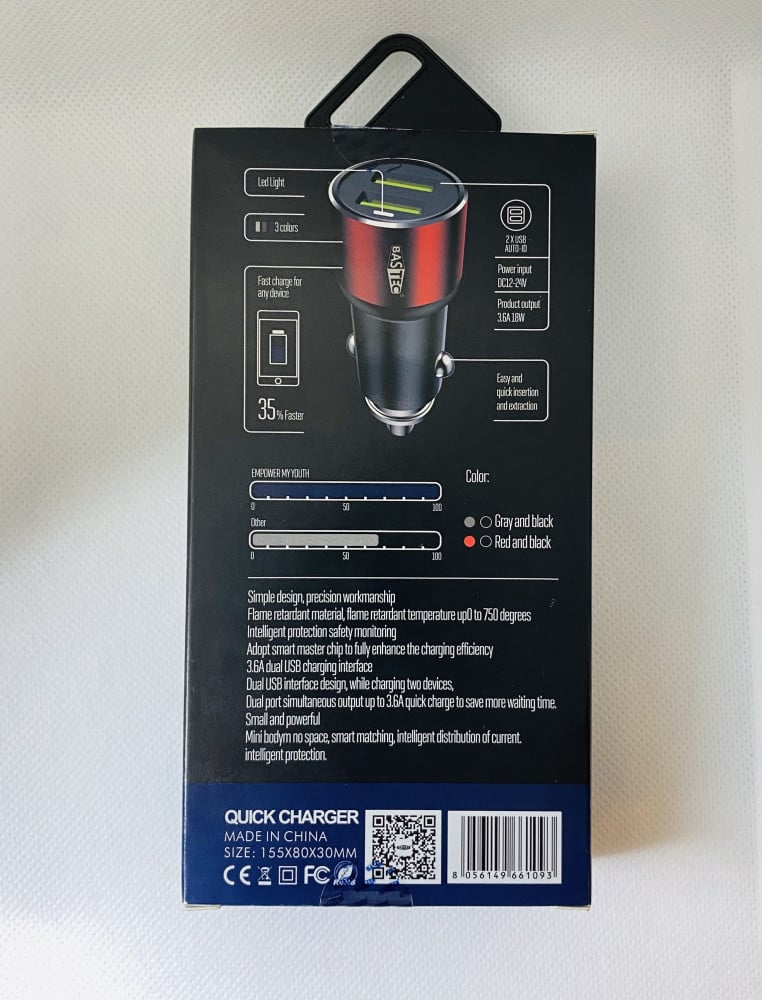 Led Light
3 colors
BASTEC
®
2 X USB
AUTO-ID
Power input
DC12-24V
Product output
3.6A 18W
Fast charge for
any device
35% Faster
Easy and
quick insertion
and extraction
EMPOWER MY YOUTH
0 50 100
Other
0 50 100
Color:
Gray and black
Red and black
Simple design, precision workmanship
Flame retardant material, flame retardant temperature up0 to 750 degrees
Intelligent protection safety monitoring
Adopt smart master chip to fully enhance the charging efficiency
3.6A dual USB charging interface
Dual USB interface design, while charging two devices,
Dual port simultaneous output up to 3.6A quick charge to save more waiting time.
Small and powerful
Mini bodym no space, smart matching, intelligent distribution of current.
intelligent protection.
QUICK CHARGER
MADE IN CHINA
SIZE: 155X80X30MM
CE FC
8 056149 661093